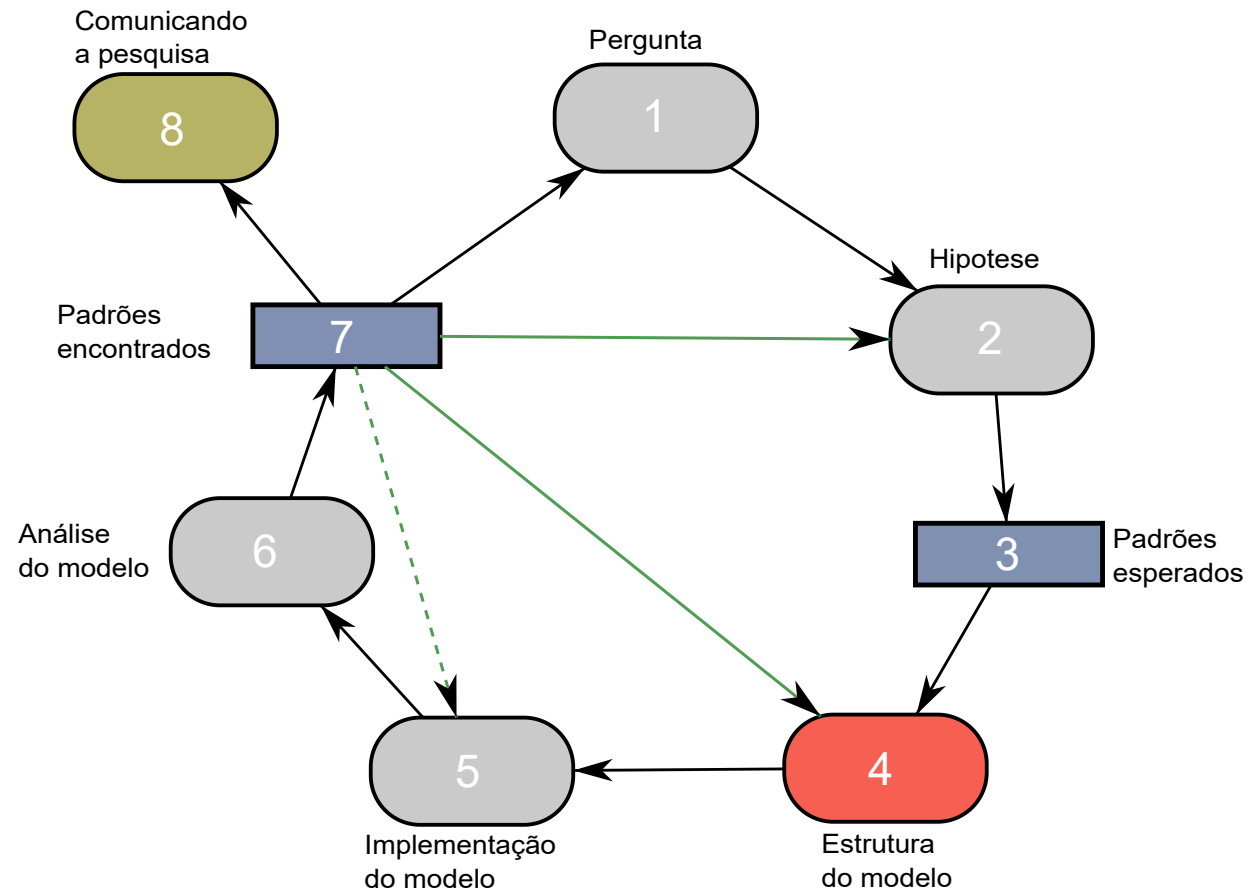 Comunicando
a pesquisa
8
Pergunta
1
Hipotese
2
Padrões
encontrados
7
Padrões
esperados
3
Análise
do modelo
6
5
Implementação
do modelo
4
Estrutura
do modelo